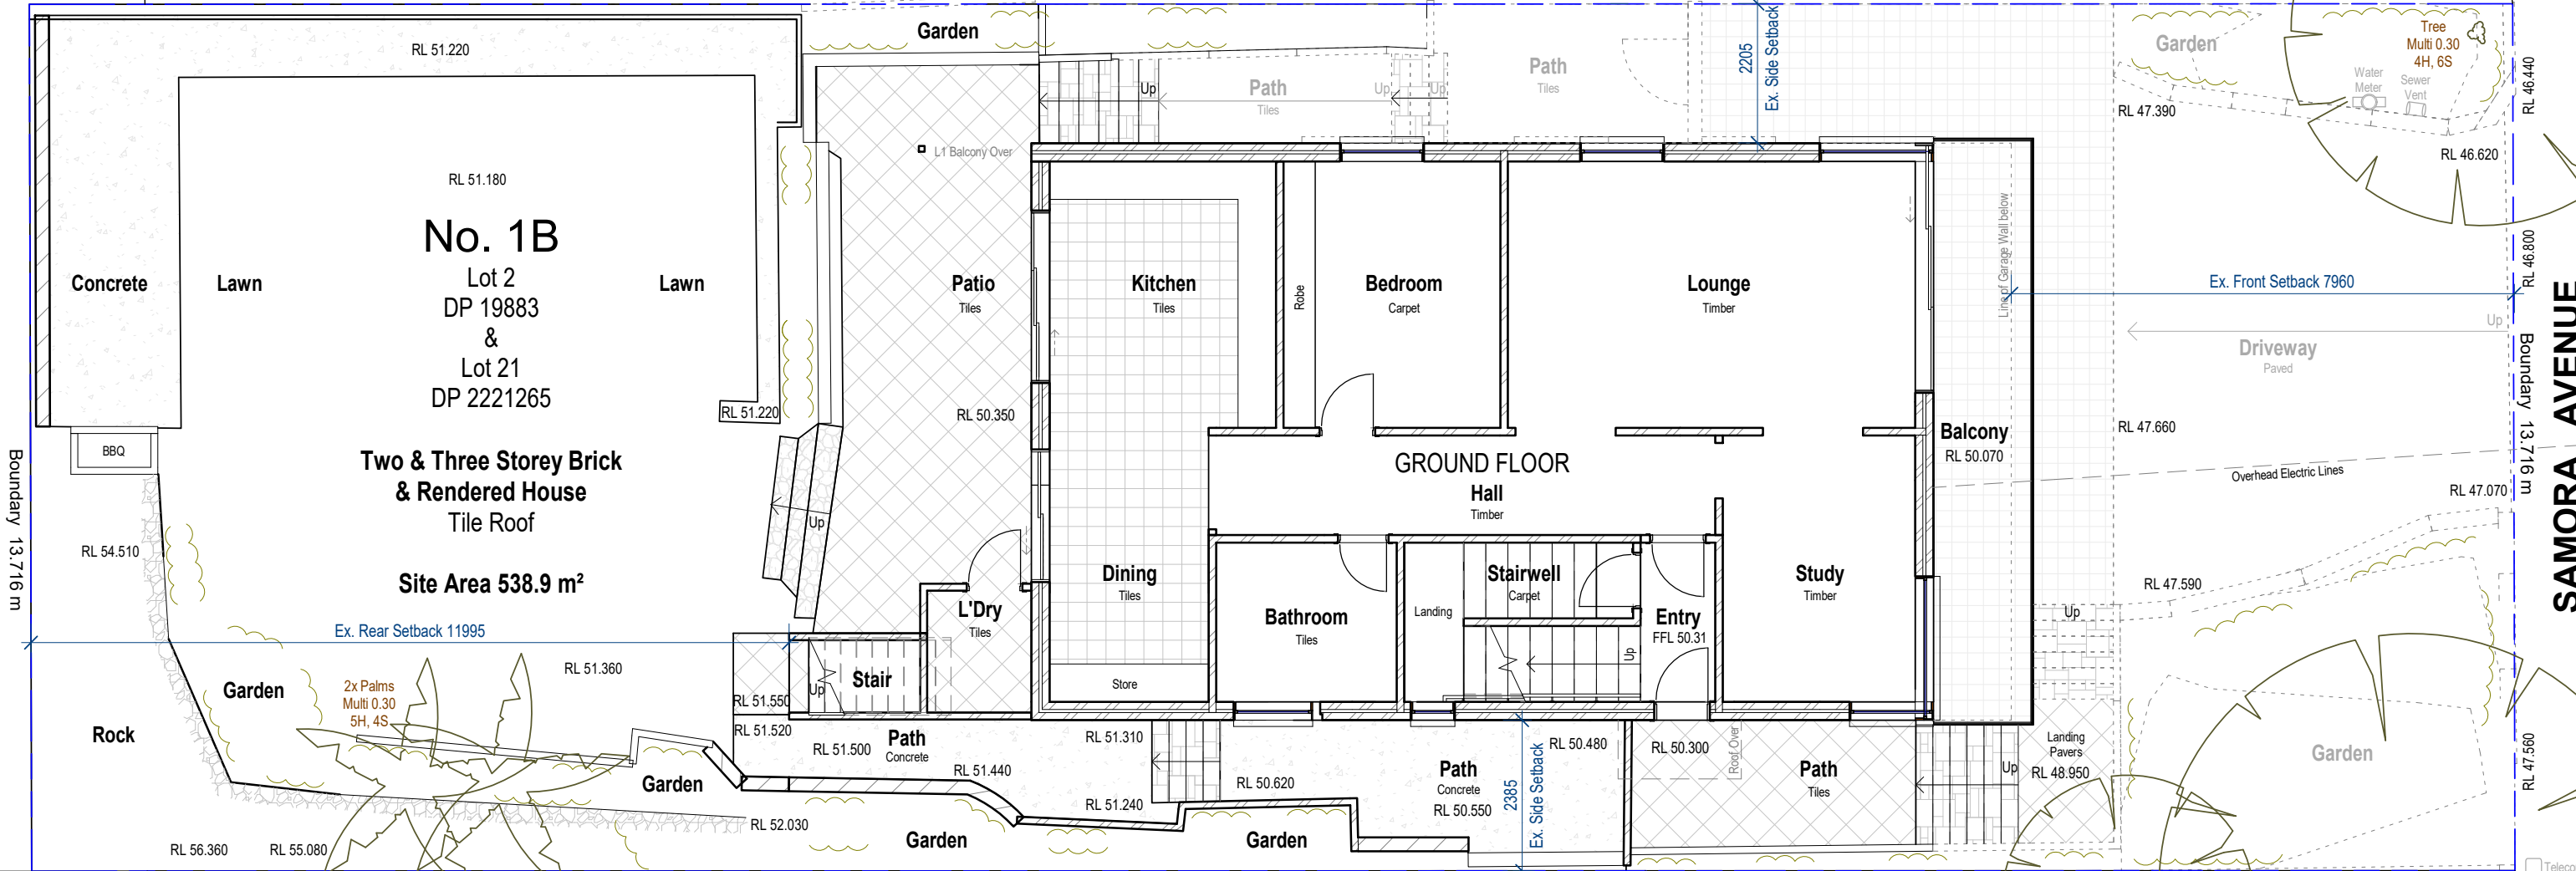 RL 51.220
Garden
RL 51.180
No. 1B
Lot 2
DP 19883
&
Lot 21
DP 2221265
Two & Three Storey Brick
& Rendered House
Tile Roof
Site Area 538.9 m²
Concrete
Lawn
Lawn
RL 51.220
BBQ
Boundary 13.716 m
RL 54.510
Ex. Rear Setback 11995
Garden
2x Palms
Multi 0.30
5H, 4S
RL 51.360
Rock
RL 56.360
RL 55.080
Garden
RL 52.030
L1 Balcony Over
Patio
Tiles
RL 50.350
Up
L'Dry
Tiles
Up
Stair
RL 51.550
RL 51.520
RL 51.500
Path
Concrete
RL 51.440
RL 51.310
RL 51.240
Garden
Up
Path
Tiles
Up
Up
Path
Tiles
2205
Ex. Side Setback
Kitchen
Tiles
Robe
Bedroom
Carpet
Lounge
Timber
GROUND FLOOR
Hall
Timber
Dining
Tiles
Store
Bathroom
Tiles
Landing
Stairwell
Carpet
Up
Entry
FFL 50.31
Study
Timber
Line of Garage Wall below
Balcony
RL 50.070
RL 50.620
Garden
Path
Concrete
RL 50.550
2385
Ex. Side Setback
RL 50.480
RL 50.300
Roof Over
Path
Tiles
Up
Landing
Pavers
RL 48.950
Up
Garden
Tree
Multi 0.30
4H, 6S
Water
Meter
Sewer
Vent
RL 47.390
RL 46.620
RL 46.440
RL 46.800
Ex. Front Setback 7960
Up
Driveway
Paved
RL 47.660
Overhead Electric Lines
RL 47.070
RL 47.590
Boundary 13.716 m
SAMORA AVENUE
Garden
RL 47.560
Teleco